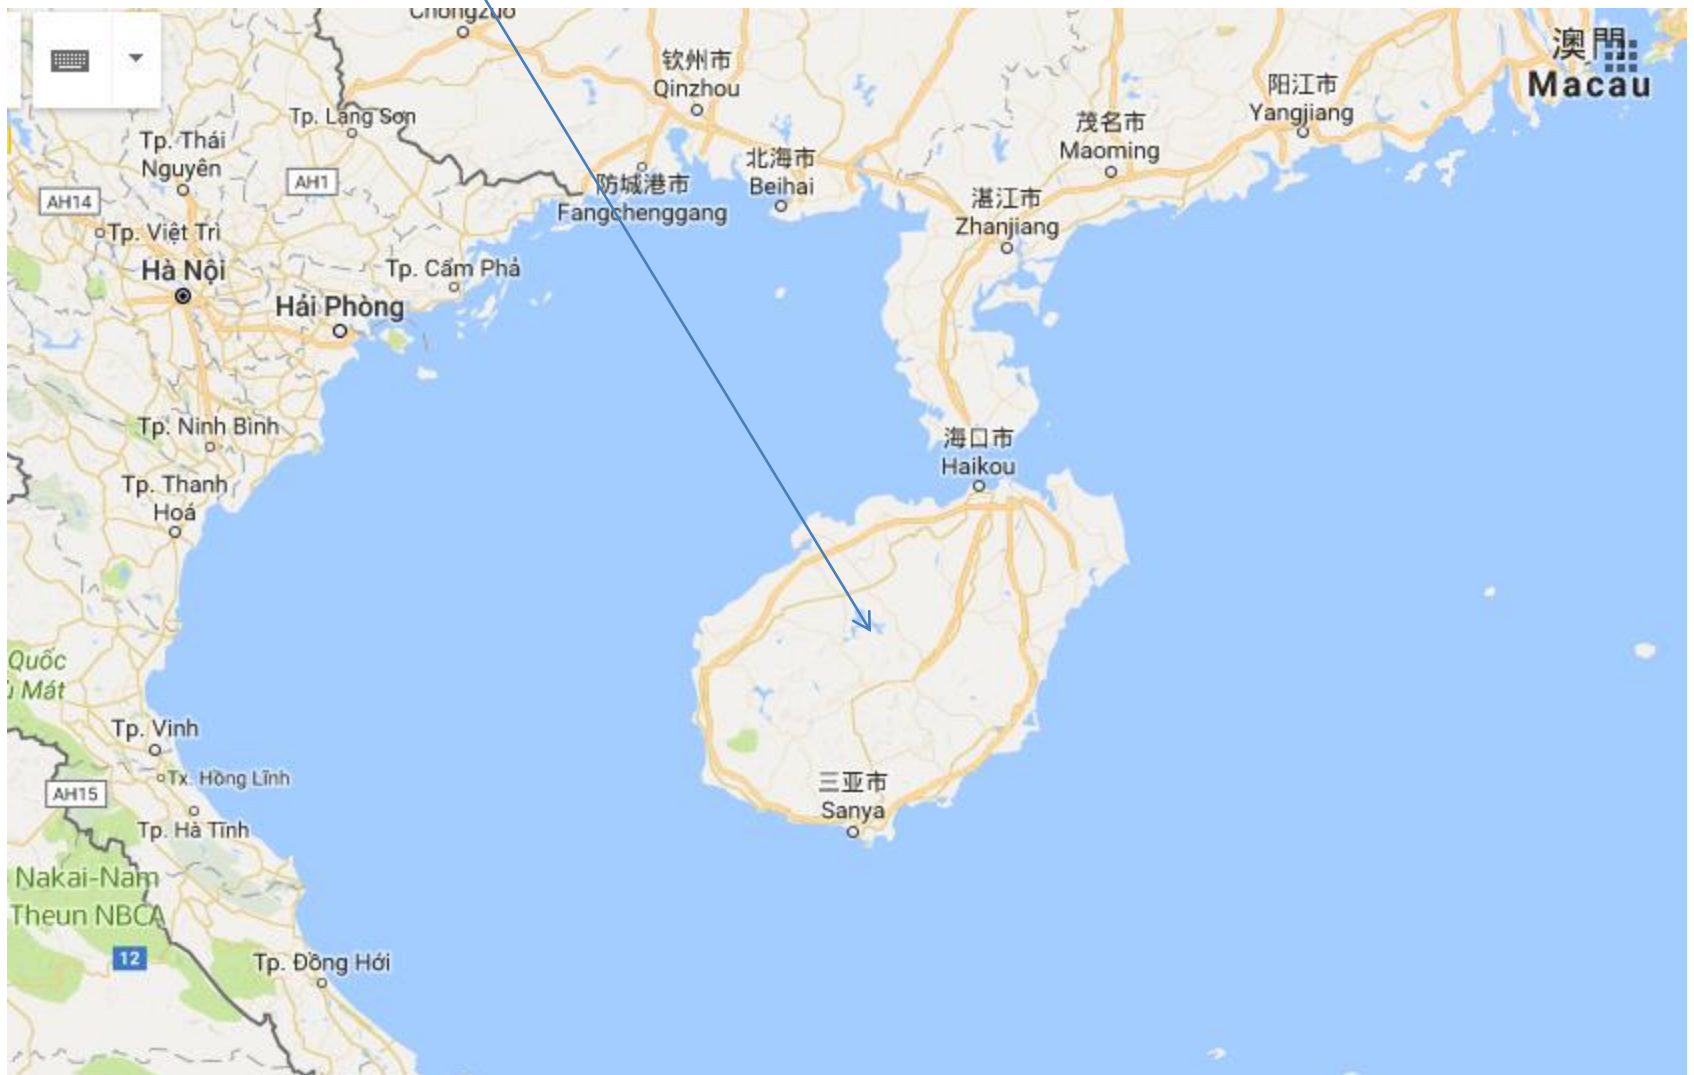 Chongzuo
钦州市
Qinzhou
澳門
Macau
阳江市
Yangjiang
茂名市
Maoming
Tp. Lạng Sơn
Tp. Thái
Nguyên
北海市
Beihai
AH1
防城港市
Fangchenggang
AH14
湛江市
Zhanjiang
Tp. Việt Trì
Hà Nội
Tp. Cẩm Phả
Hải Phòng
Tp. Ninh Bình
海口市
Haikou
Tp. Thanh
Hoá
Quốc
Mát
Tp. Vinh
Tx. Hồng Lĩnh
AH15
三亚市
Sanya
Tp. Hà Tĩnh
Nakai-Nam
Theun NBCA
12
Tp. Đồng Hới